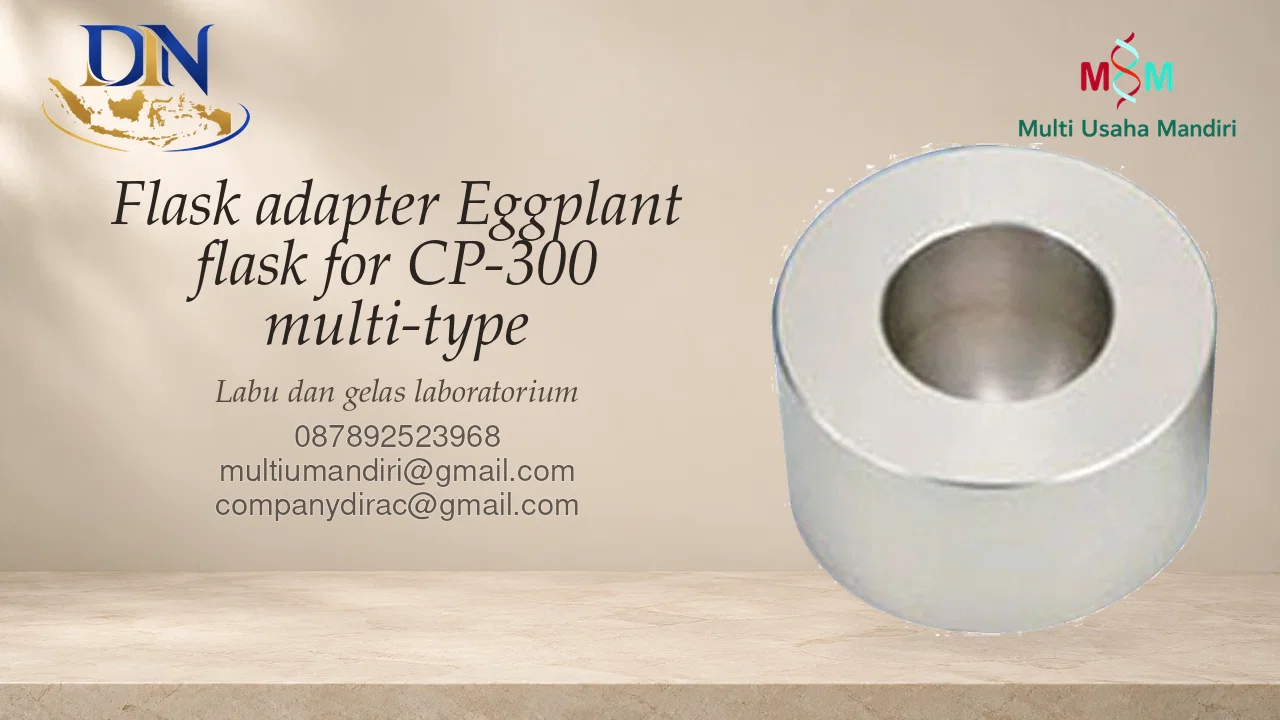 DIN
M M
Multi Usaha Mandiri
Flask adapter Eggplant
flask for CP-300
multi-type
Labu dan gelas laboratorium
087892523968
multiumandiri@gmail.com
companydirac@gmail.com